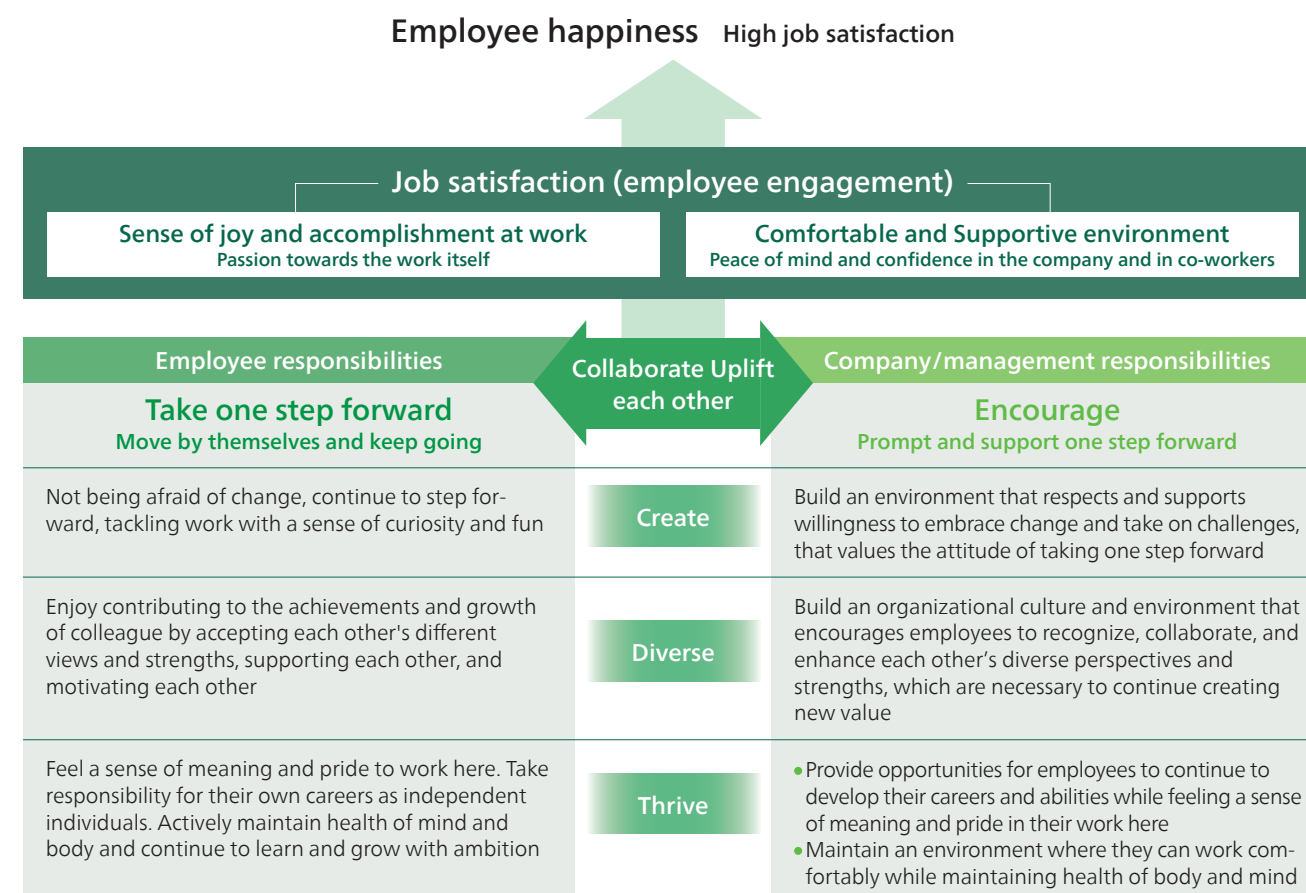 Employee happiness High job satisfaction
Job satisfaction (employee engagement)
Sense of joy and accomplishment at work
Passion towards the work itself
Comfortable and Supportive environment
Peace of mind and confidence in the company and in co-workers
Employee responsibilities
Take one step forward
Move by themselves and keep going
Collaborate Uplift
each other
Company/management responsibilities
Encourage
Prompt and support one step forward
Not being afraid of change, continue to step for-
ward, tackling work with a sense of curiosity and fun
Create
Build an environment that respects and supports
willingness to embrace change and take on challenges,
that values the attitude of taking one step forward
Enjoy contributing to the achievements and growth
of colleague by accepting each other's different
views and strengths, supporting each other, and
motivating each other
Diverse
Build an organizational culture and environment that
encourages employees to recognize, collaborate, and
enhance each other’s diverse perspectives and
strengths, which are necessary to continue creating
new value
Feel a sense of meaning and pride to work here. Take
responsibility for their own careers as independent
individuals. Actively maintain health of mind and
body and continue to learn and grow with ambition
Thrive
•Provide opportunities for employees to continue to
develop their careers and abilities while feeling a sense
of meaning and pride in their work here
•Maintain an environment where they can work com-
fortably while maintaining health of body and mind